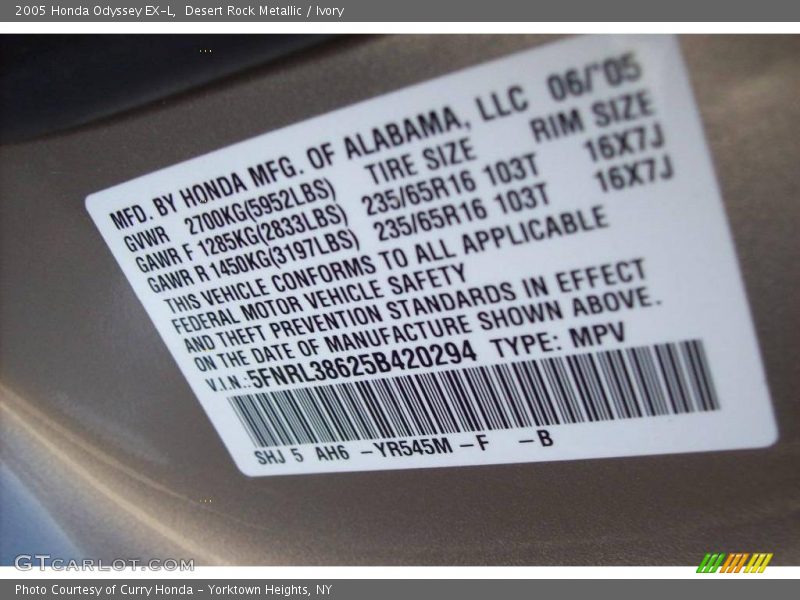 2005 Honda Odyssey EX-L, Desert Rock Metallic / Ivory
MFD. BY HONDA MFG. OF ALABAMA, LLC 06/'05
GVWR 2700KG(5952LBS) TIRE SIZE RIM SIZE
GAWR F 1285KG(2833LBS) 235/65R16 103T 16X7J
GAWR R 1450KG(3197LBS) 235/65R16 103T 16X7J
THIS VEHICLE CONFORMS TO ALL APPLICABLE
FEDERAL MOTOR VEHICLE SAFETY
AND THEFT PREVENTION STANDARDS IN EFFECT
ON THE DATE OF MANUFACTURE SHOWN ABOVE.
V.I.N.:5FNRL38625B420294 TYPE: MPV
SHJ 5 AH6 -YR545M -F -B
GTCARLOT.COM
Photo Courtesy of Curry Honda - Yorktown Heights, NY